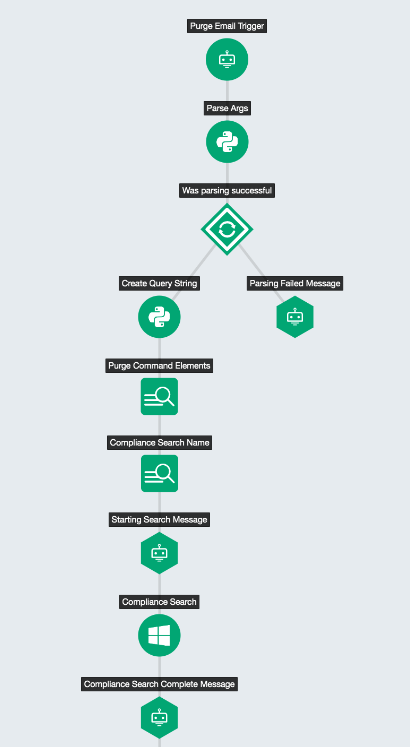 Purge Email Trigger
Parse Args
Was parsing successful
Create Query String
Parsing Failed Message
Purge Command Elements
Compliance Search Name
Starting Search Message
Compliance Search
Compliance Search Complete Message